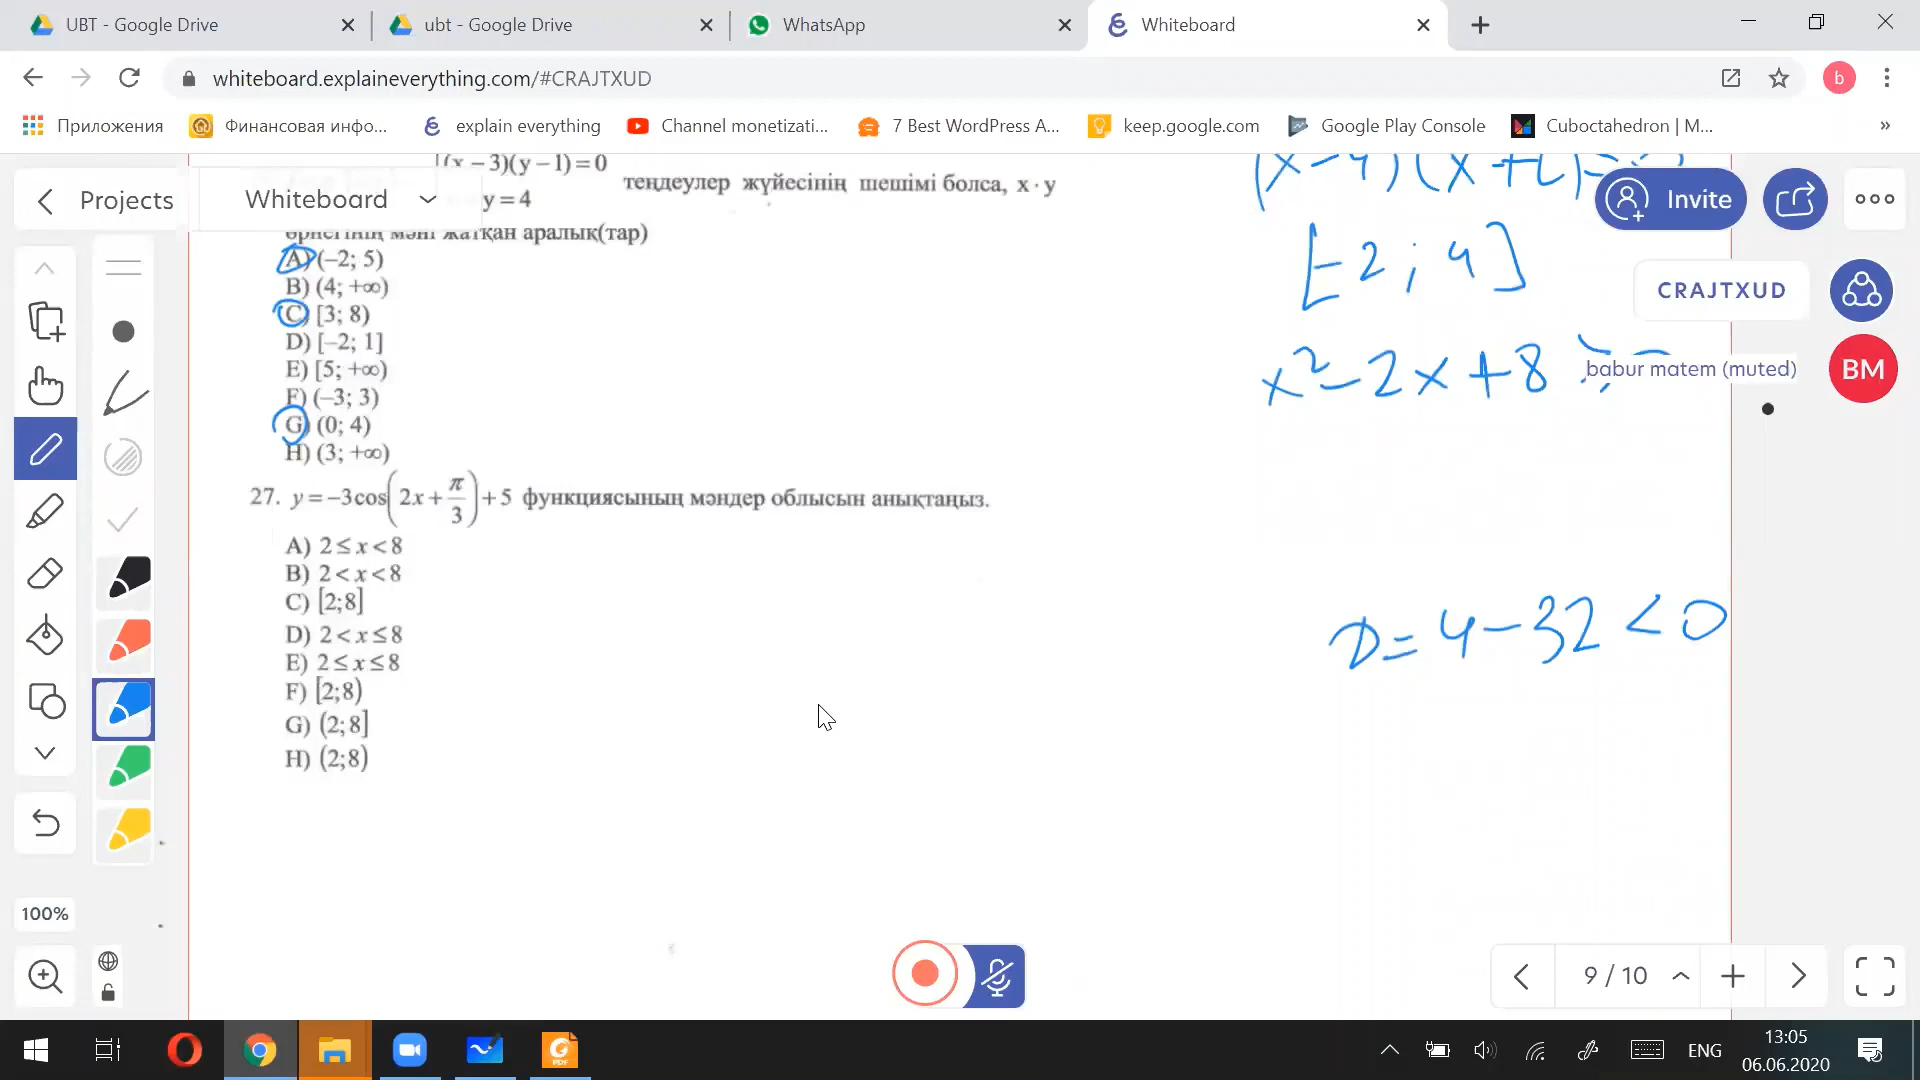 UBT - Google Drive
ubt - Google Drive
WhatsApp
Whiteboard
whiteboard.explaineverything.com/#CRAJTXUD
b
Приложения
Финансовая инфо...
explain everything
Channel monetizati...
7 Best WordPress A...
keep.google.com
Google Play Console
Cuboctahedron | M...
»
Projects
Whiteboard
(x − 3)(y − 1) = 0
y = 4
теңдеулер жүйесінің шешімі болса, x · y
өрнегінің мәні жатқан аралық(тар)
A) (−2; 5)
B) (4; +∞)
C) [3; 8)
D) [−2; 1]
E) [5; +∞)
F) (−3; 3)
G) (0; 4)
H) (3; +∞)
27. y = −3cos(2x + π/3) + 5 функциясының мәндер облысын анықтаңыз.
A) 2 ≤ x < 8
B) 2 < x < 8
C) [2;8]
D) 2 < x ≤ 8
E) 2 ≤ x ≤ 8
F) [2;8)
G) (2;8]
H) (2;8)
[-2 ; 4]
x² - 2x + 8
D = 4 - 32 < 0
Invite
CRAJTXUD
babur matem (muted)
BM
100%
9 / 10
PDF
ENG
13:05
06.06.2020